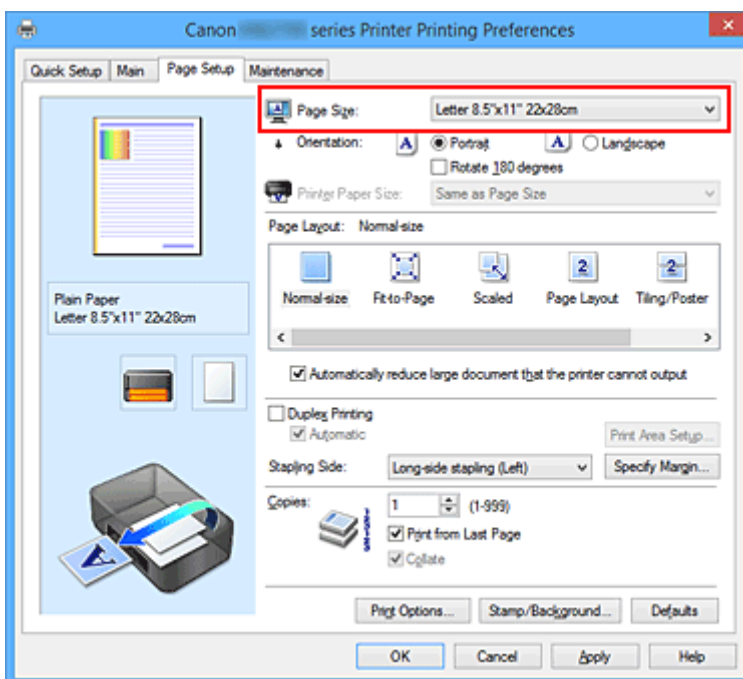 Canon series Printer Printing Preferences
Quick Setup Main Page Setup Maintenance
Page Size: Letter 8.5"x11" 22x28cm
Orientation: A Portrait A Landscape
Rotate 180 degrees
Printer Paper Size: Same as Page Size
Page Layout: Normal-size
2 2
Normal-size Fit-to-Page Scaled Page Layout Tiling/Poster
Plain Paper
Letter 8.5"x11" 22x28cm
Automatically reduce large document that the printer cannot output
Duplex Printing
Automatic
Print Area Setup...
Stapling Side: Long-side stapling (Left) Specify Margin...
Copies: 1 (1-999)
Print from Last Page
Collate
Print Options... Stamp/Background... Defaults
OK Cancel Apply Help